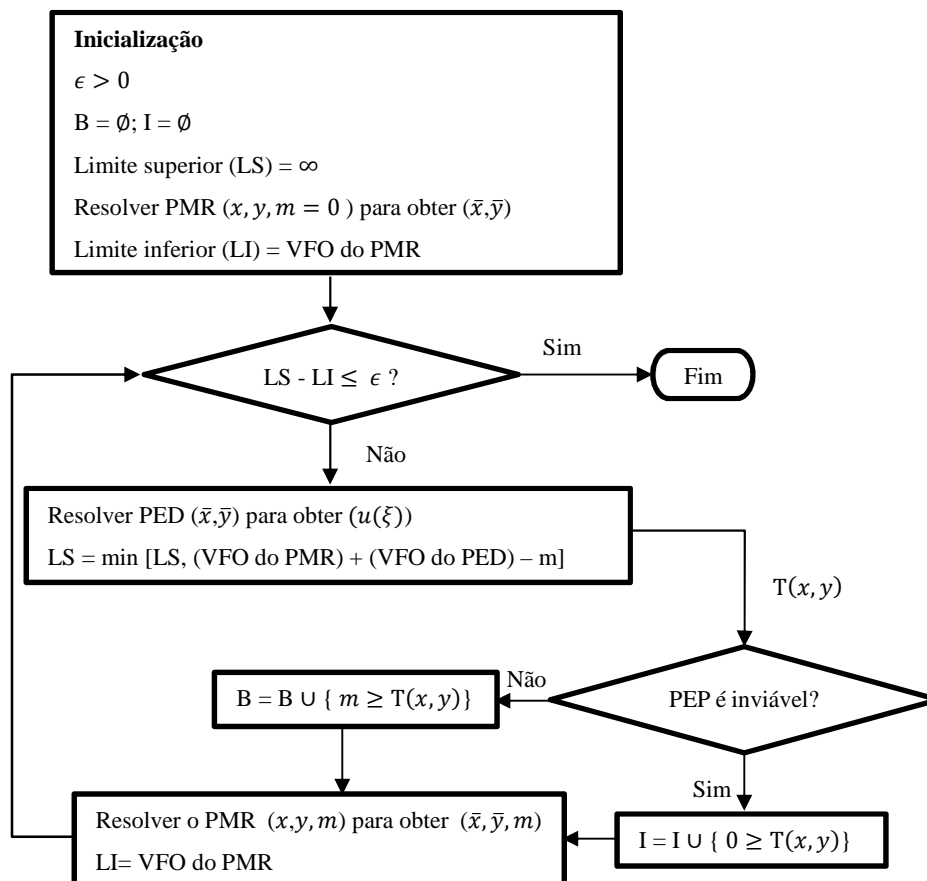 Inicialização
ϵ > 0
B = ∅; I = ∅
Limite superior (LS) = ∞
Resolver PMR (x, y, m = 0 ) para obter (x̄,ȳ)
Limite inferior (LI) = VFO do PMR
LS - LI ≤ ϵ ?
Sim
Fim
Não
Resolver PED (x̄,ȳ) para obter (u(ξ))
LS = min [LS, (VFO do PMR) + (VFO do PED) – m]
T(x, y)
PEP é inviável?
Não
B = B ∪ { m ≥ T(x, y)}
Sim
I = I ∪ { 0 ≥ T(x, y)}
Resolver o PMR (x,y, m) para obter (x̄, ȳ, m)
LI= VFO do PMR